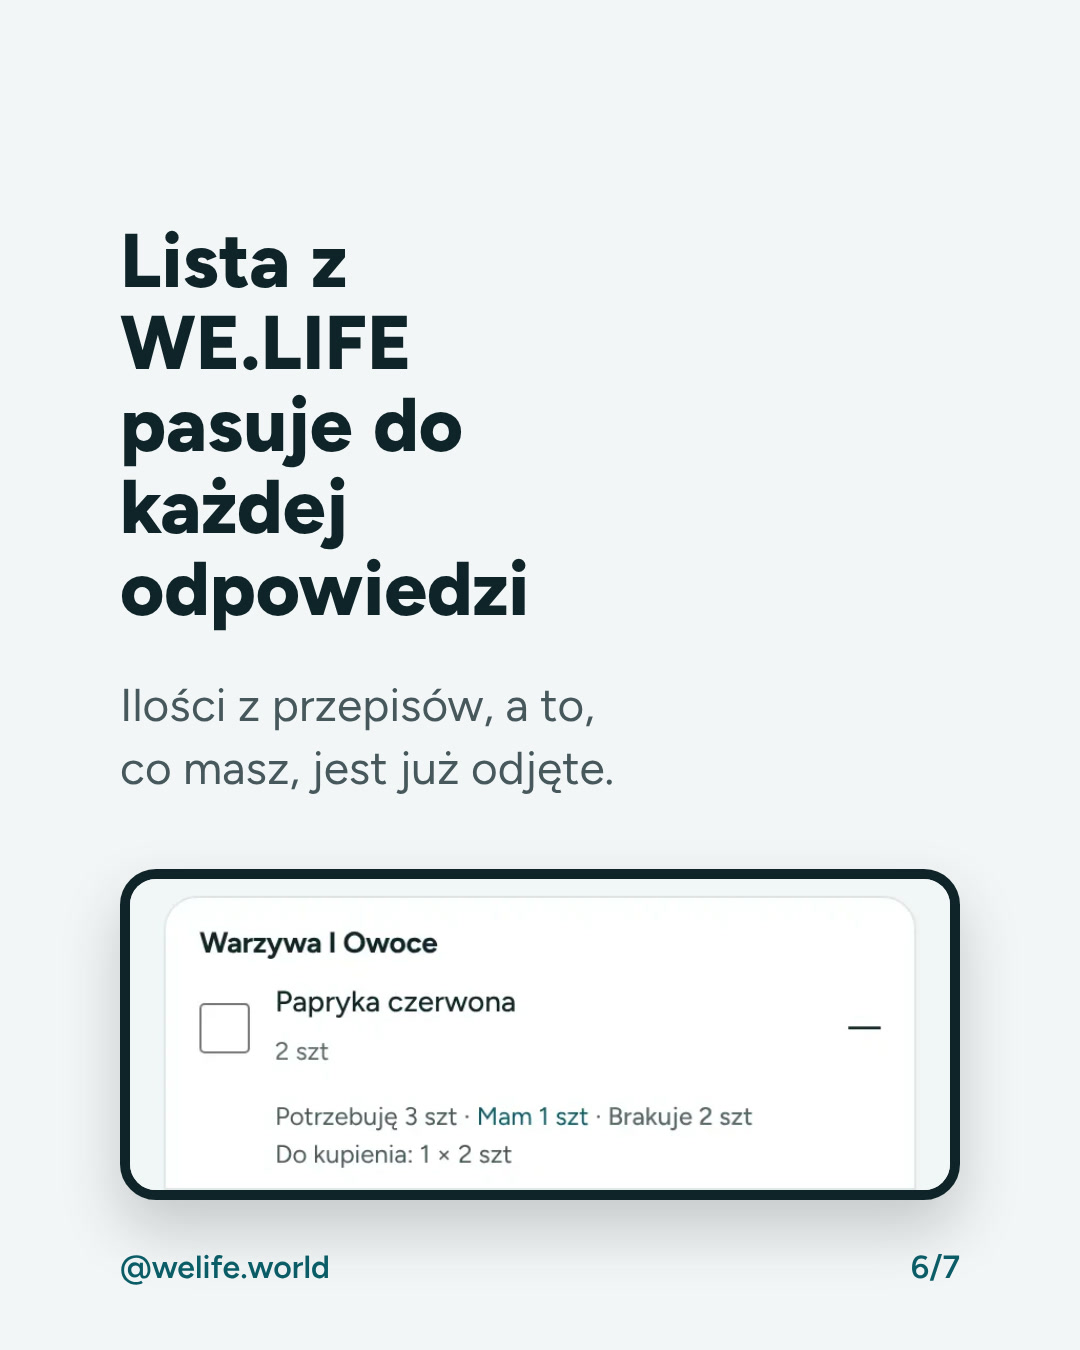 Lista z
WE.LIFE
pasuje do
każdej
odpowiedzi
Ilości z przepisów, a to,
co masz, jest już odjęte.
Warzywa I Owoce
Papryka czerwona
2 szt
Potrzebuję 3 szt · Mam 1 szt · Brakuje 2 szt
Do kupienia: 1 × 2 szt
@welife.world
6/7